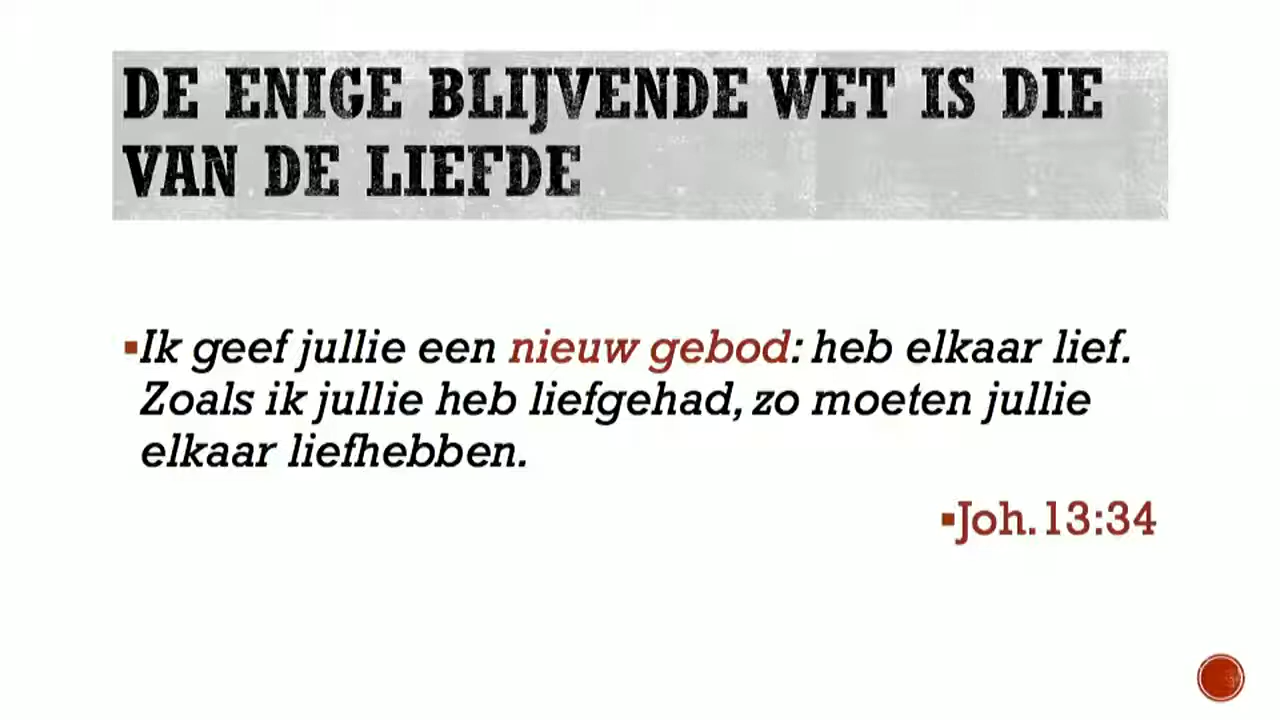 DE ENIGE BLIJVENDE WET IS DIE
VAN DE LIEFDE
▪Ik geef jullie een nieuw gebod: heb elkaar lief.
Zoals ik jullie heb liefgehad, zo moeten jullie
elkaar liefhebben.
▪Joh. 13:34